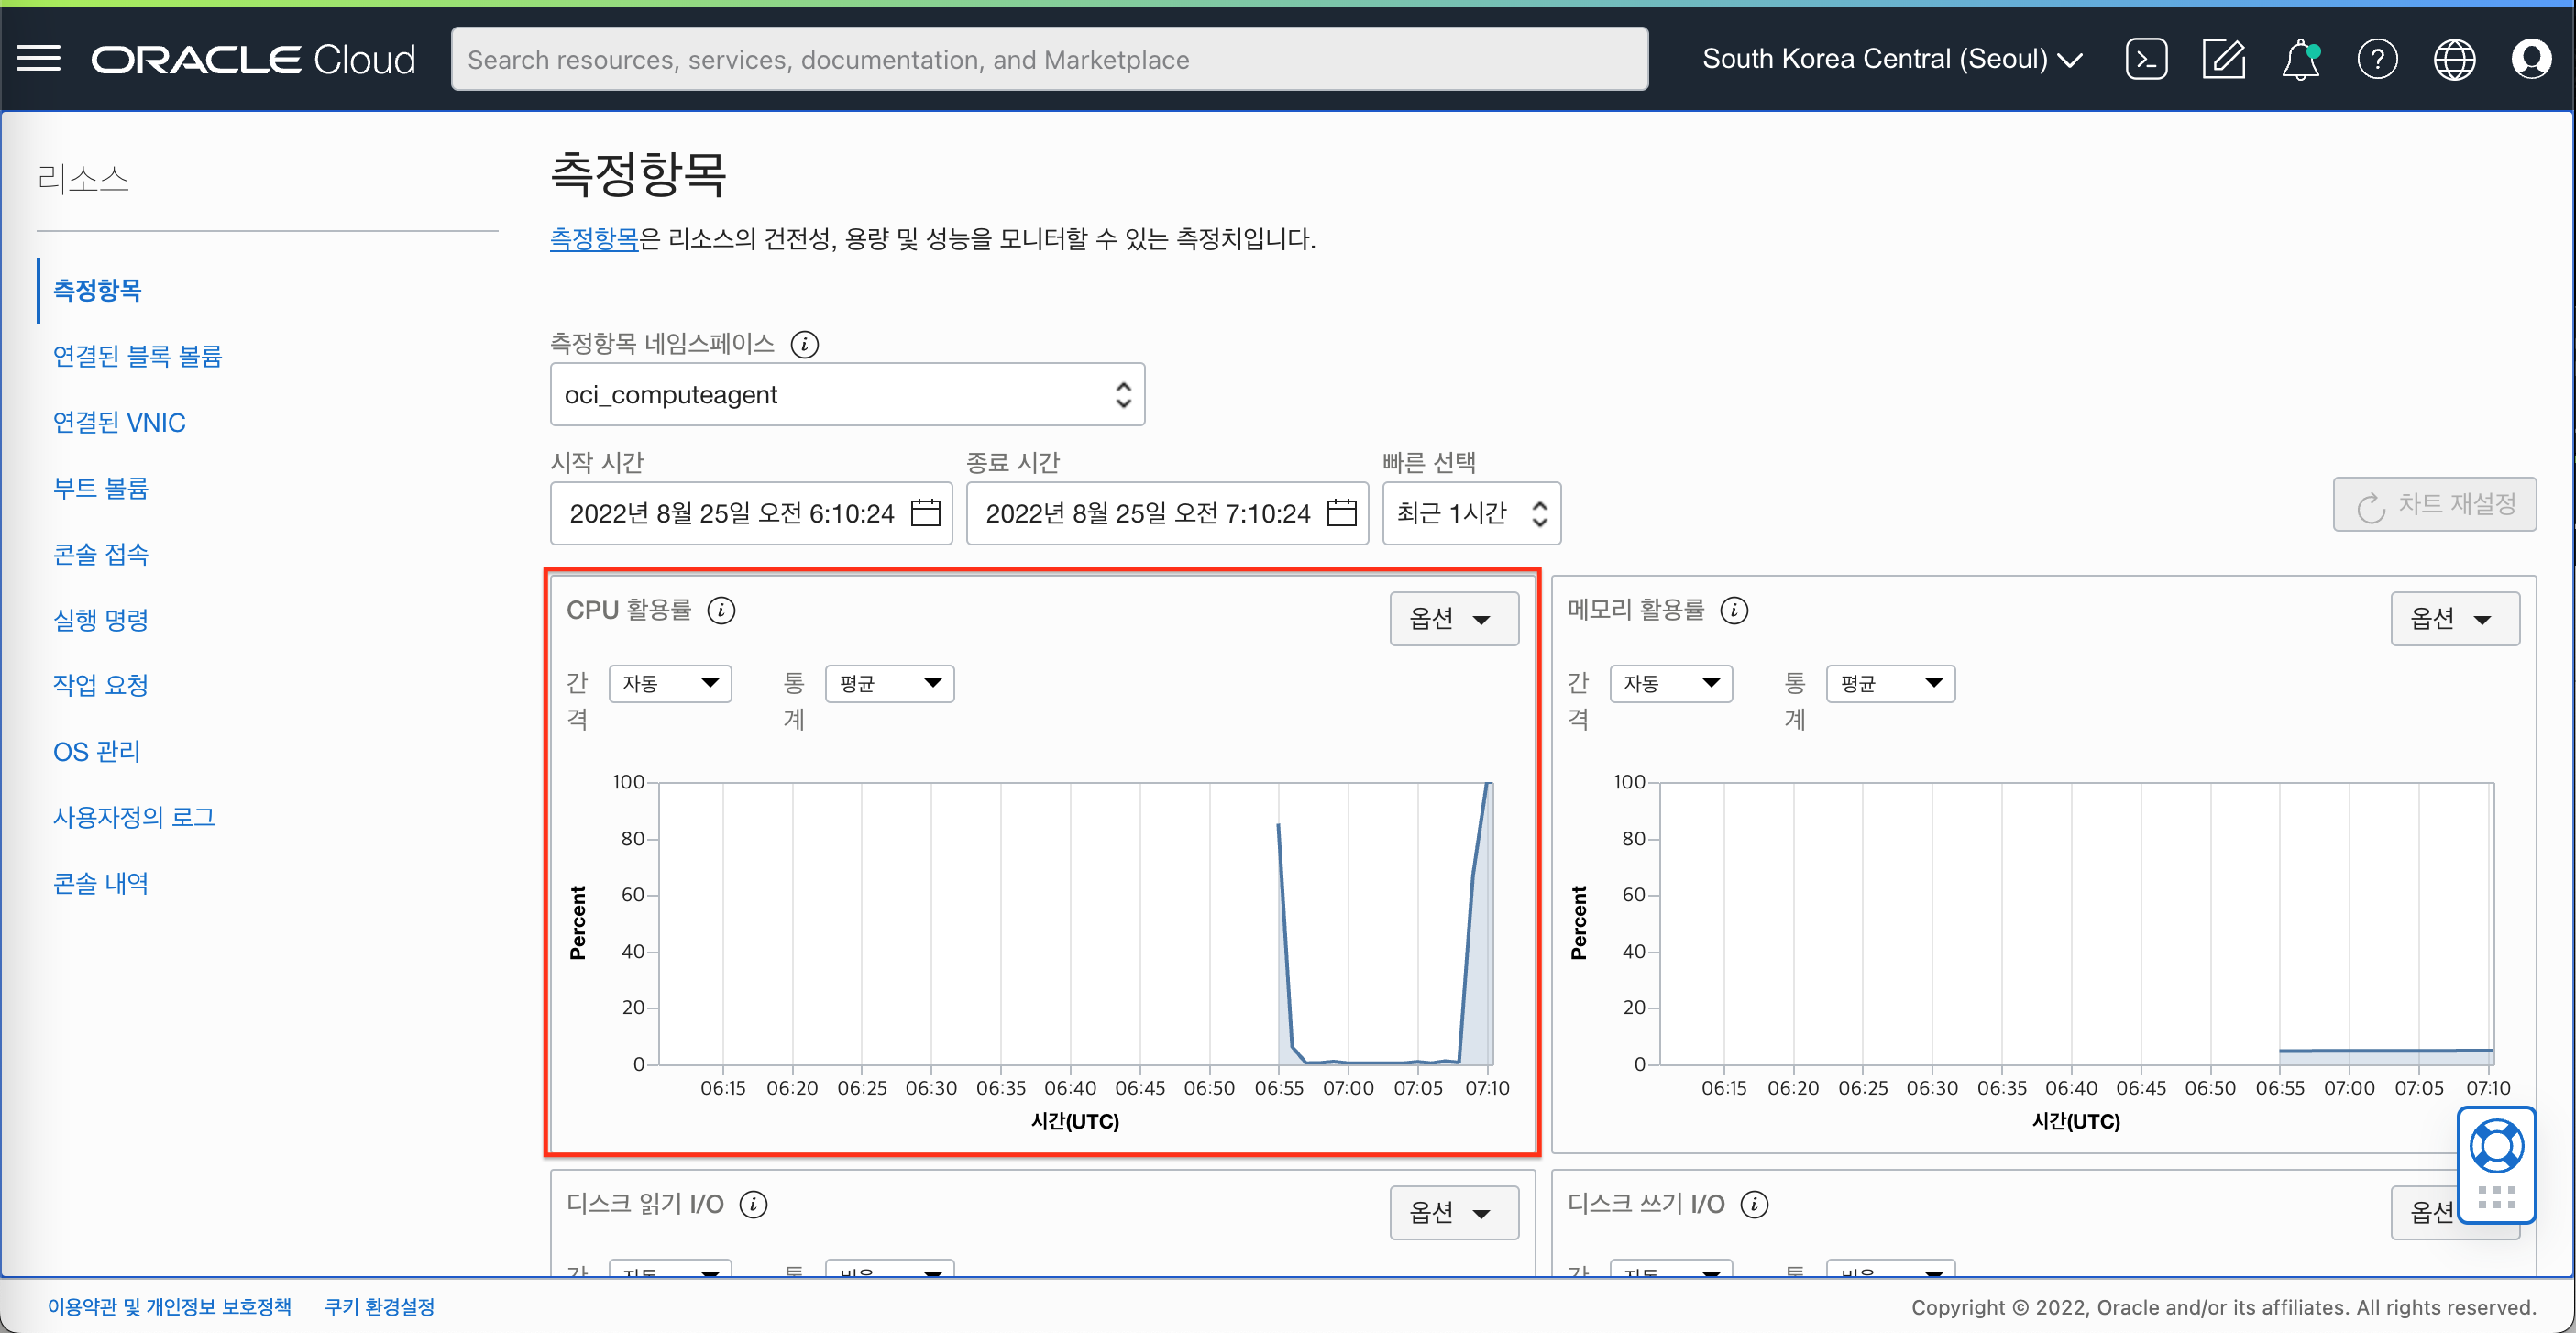 ORACLE Cloud
Search resources, services, documentation, and Marketplace
South Korea Central (Seoul)
리소스
측정항목
연결된 블록 볼륨
연결된 VNIC
부트 볼륨
콘솔 접속
실행 명령
작업 요청
OS 관리
사용자정의 로그
콘솔 내역
측정항목
측정항목은 리소스의 건전성, 용량 및 성능을 모니터할 수 있는 측정치입니다.
측정항목 네임스페이스
oci_computeagent
시작 시간
2022년 8월 25일 오전 6:10:24
종료 시간
2022년 8월 25일 오전 7:10:24
빠른 선택
최근 1시간
차트 재설정
CPU 활용률
옵션
간격
자동
통계
평균
Percent
100
80
60
40
20
0
06:15 06:20 06:25 06:30 06:35 06:40 06:45 06:50 06:55 07:00 07:05 07:10
시간(UTC)
메모리 활용률
옵션
간격
자동
통계
평균
Percent
100
80
60
40
20
0
06:15 06:20 06:25 06:30 06:35 06:40 06:45 06:50 06:55 07:00 07:05 07:10
시간(UTC)
디스크 읽기 I/O
옵션
디스크 쓰기 I/O
옵션
이용약관 및 개인정보 보호정책
쿠키 환경설정
Copyright © 2022, Oracle and/or its affiliates. All rights reserved.